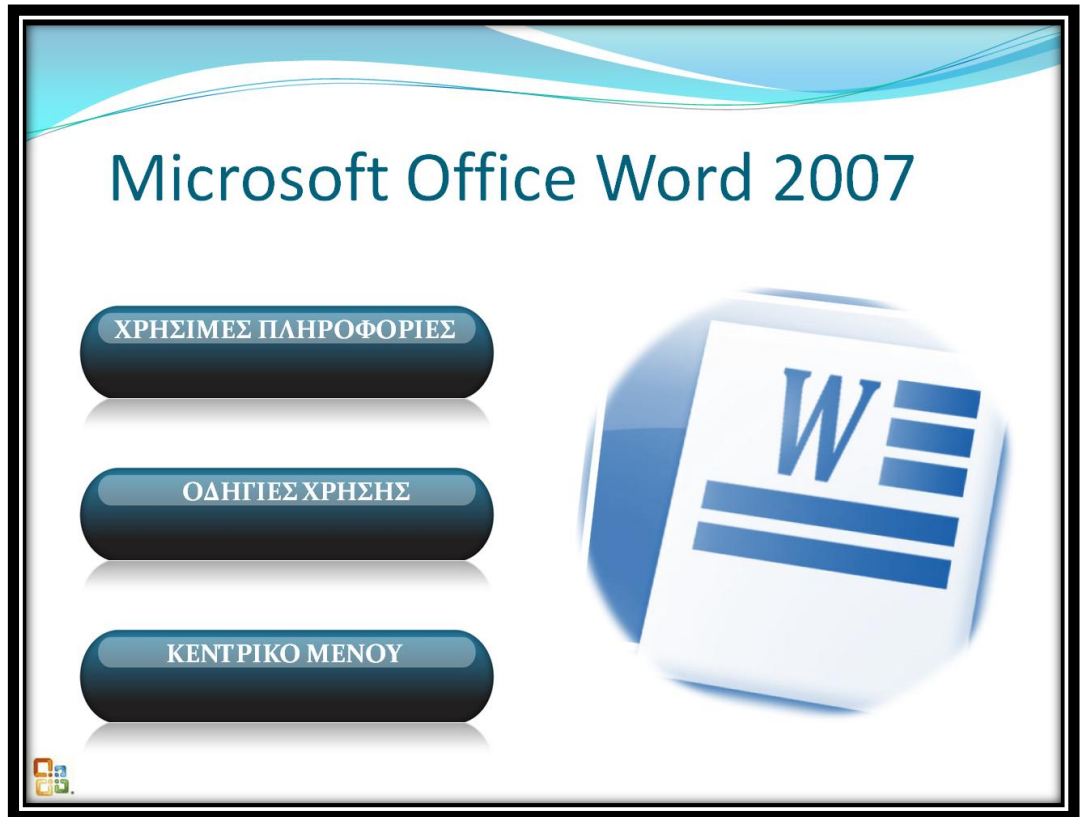 Microsoft Office Word 2007
ΧΡΗΣΙΜΕΣ ΠΛΗΡΟΦΟΡΙΕΣ
ΟΔΗΓΙΕΣ ΧΡΗΣΗΣ
ΚΕΝΤΡΙΚΟ ΜΕΝΟΥ
W